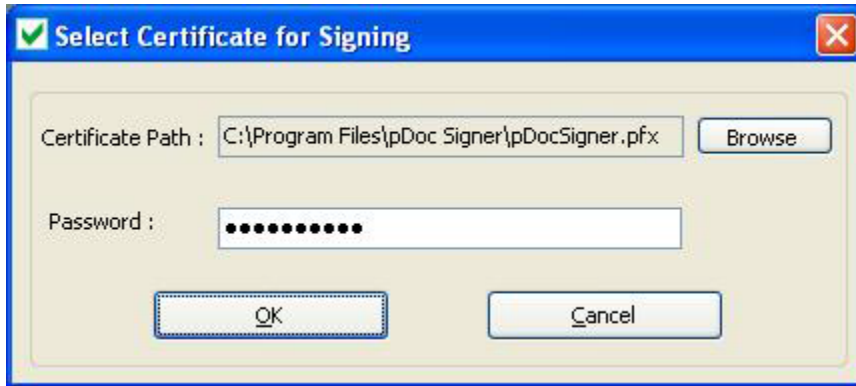 Select Certificate for Signing
Certificate Path : C:\Program Files\pDoc Signer\pDocSigner.pfx Browse
Password : ●●●●●●●●●●
OK Cancel